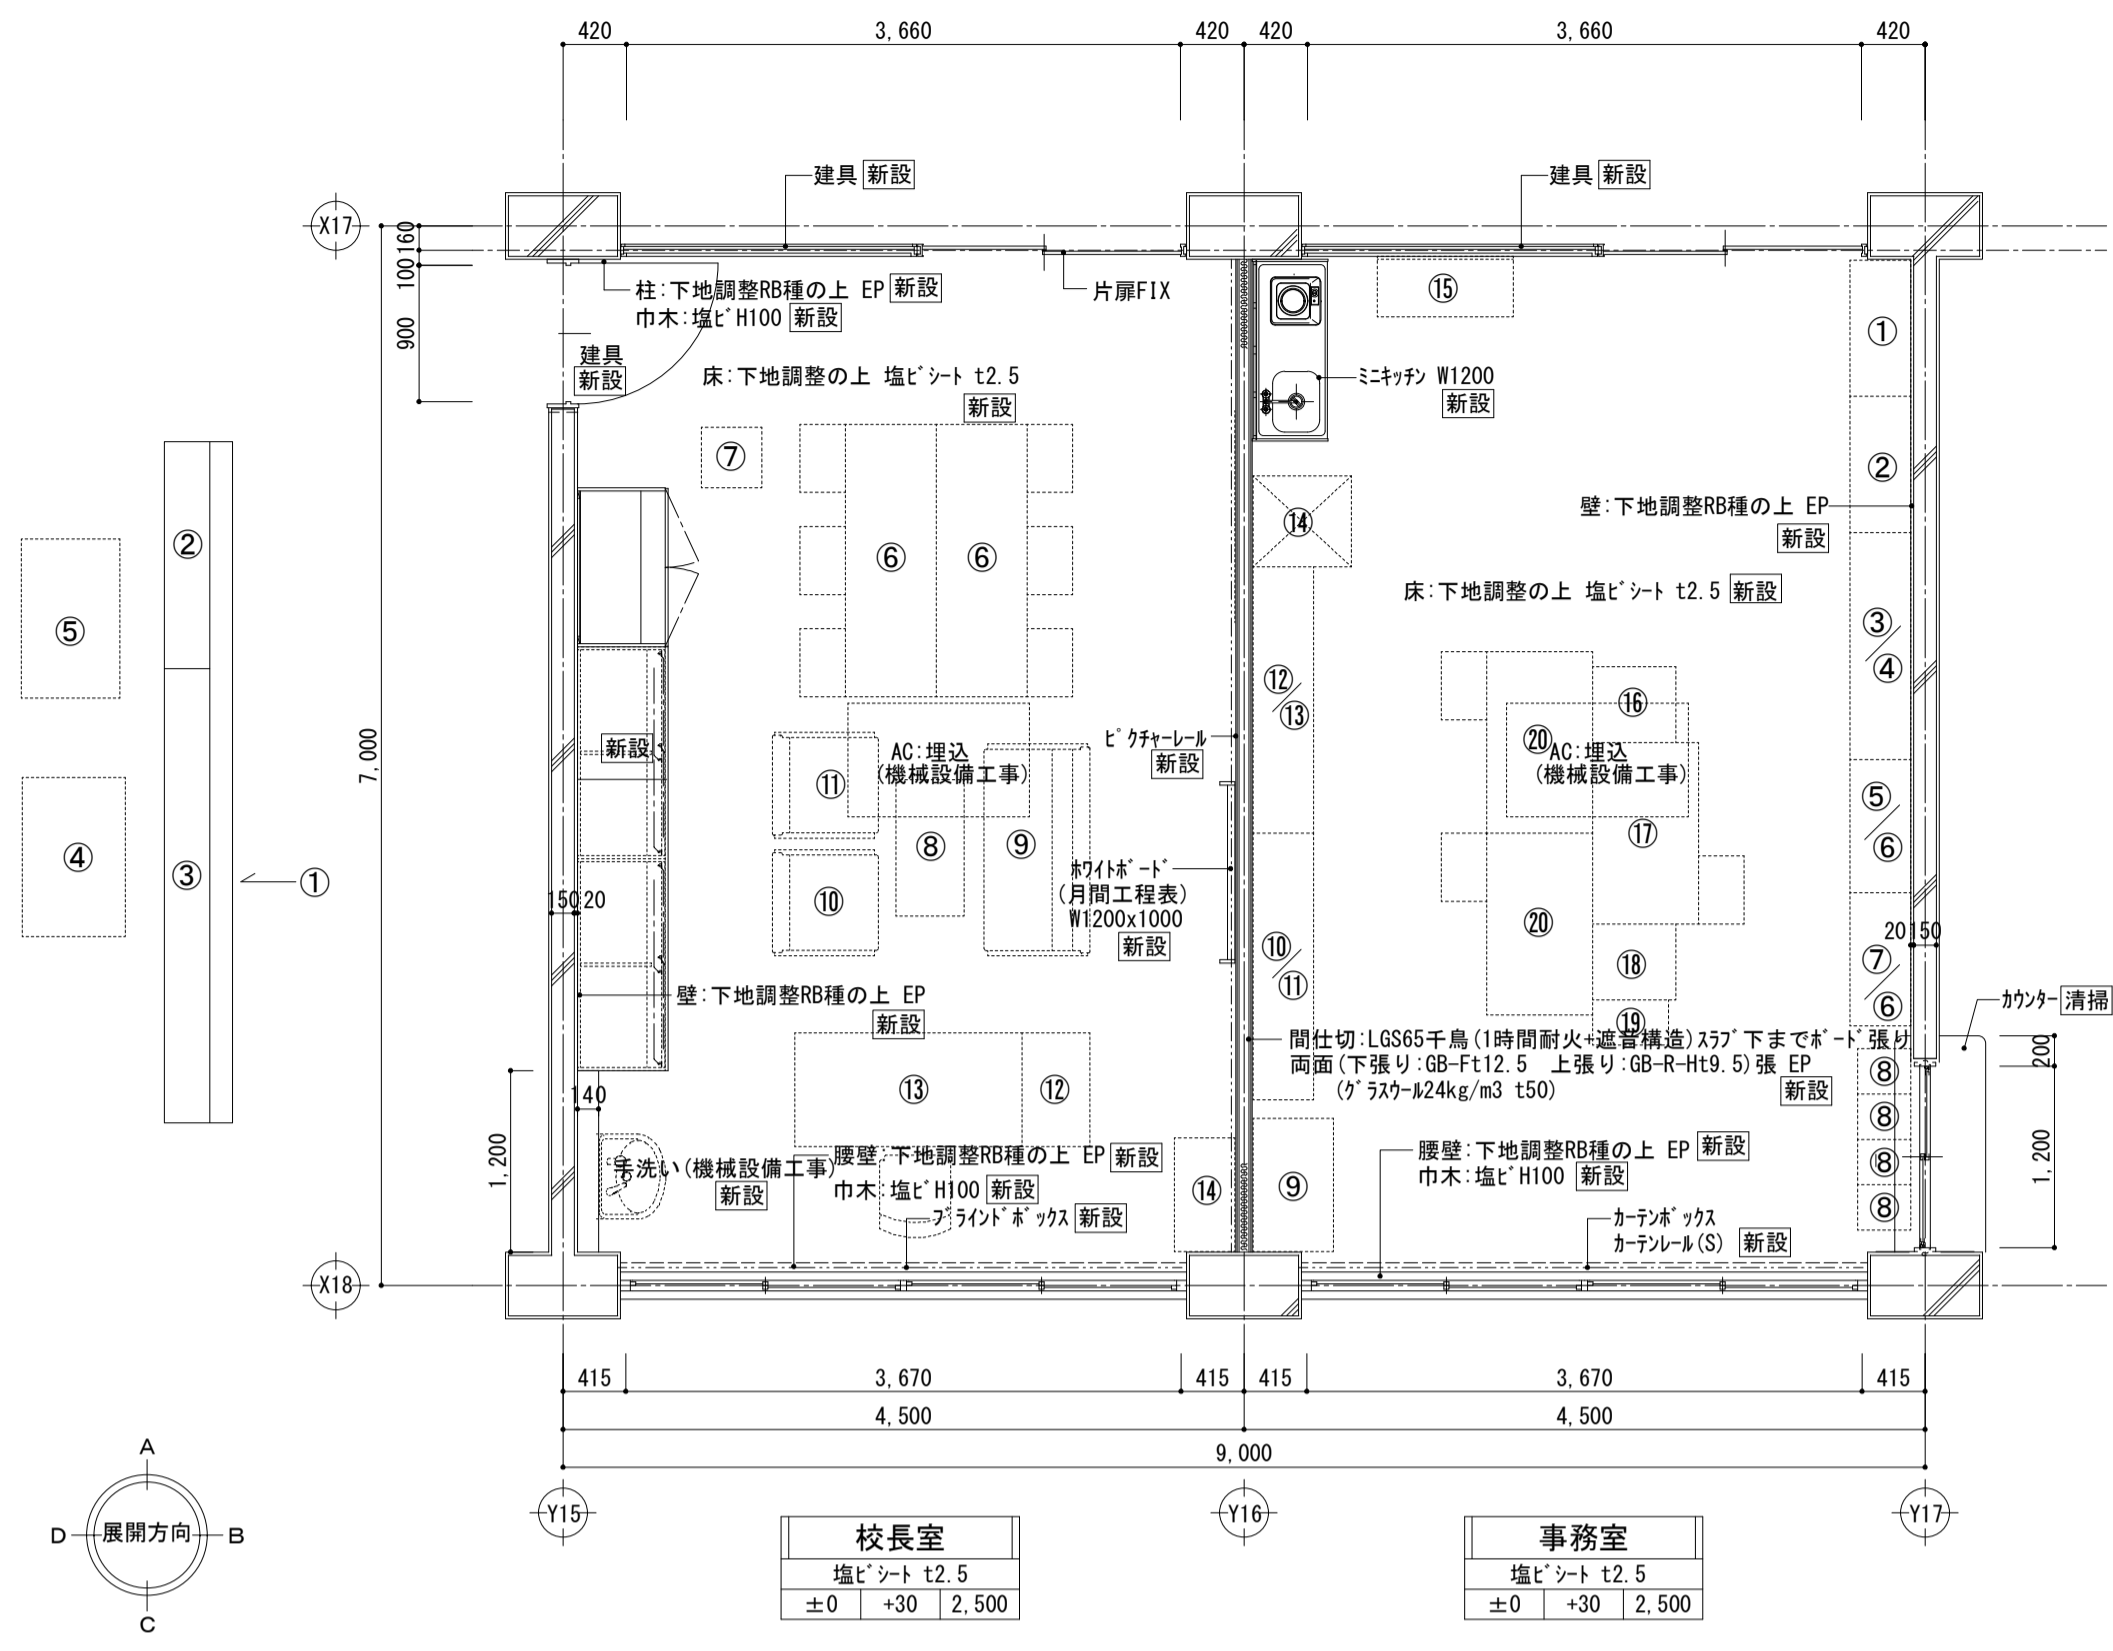 420 3,660 420 420 3,660 420
建具 新設
建具 新設
X17
160
100
900
柱:下地調整RB種の上 EP 新設
巾木:塩ビH100 新設
片扉FIX
⑮
①
建具
新設
床:下地調整の上 塩ビシート t2.5
新設
ミニキッチン W1200
新設
⑦
②
⑭
壁:下地調整RB種の上 EP
新設
②
⑥ ⑥
床:下地調整の上 塩ビシート t2.5 新設
⑤
③
④
⑫
⑬
⑯
7,000
新設
ピクチャーレール
新設
AC:埋込
(機械設備工事)
⑳
AC:埋込
(機械設備工事)
⑪
⑤
⑥
⑰
⑧
⑨
④
③
①
ホワイトボード
(月間工程表)
W1200x1000
新設
150 20
⑩
⑳
20 150
⑩
⑪
⑱
⑦
⑥
壁:下地調整RB種の上 EP
新設
カウンター 清掃
⑲
間仕切:LGS65千鳥(1時間耐火+遮音構造)スラブ下までボード張り
両面(下張り:GB-Ft12.5 上張り:GB-R-Ht9.5)張 EP
(グラスウール24kg/m3 t50)
新設
200
⑬
⑫
⑧
⑧
⑧
⑧
140
1,200
1,200
手洗い(機械設備工事)
新設
腰壁:下地調整RB種の上 EP 新設
巾木:塩ビH100 新設
ブラインドボックス 新設
⑭
⑨
腰壁:下地調整RB種の上 EP 新設
巾木:塩ビH100 新設
カーテンボックス
カーテンレール(S) 新設
X18
415 3,670 415 415 3,670 415
4,500 4,500
9,000
Y15 Y16 Y17
A
D 展開方向 B
C
校長室
塩ビシート t2.5
±0 +30 2,500
事務室
塩ビシート t2.5
±0 +30 2,500